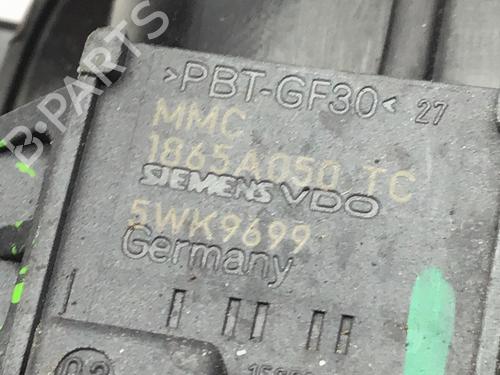 >PBT-GF30< 27
MMC
1865A050 TC
SIEMENS VDO
5WK9699
Germany
B-PARTS